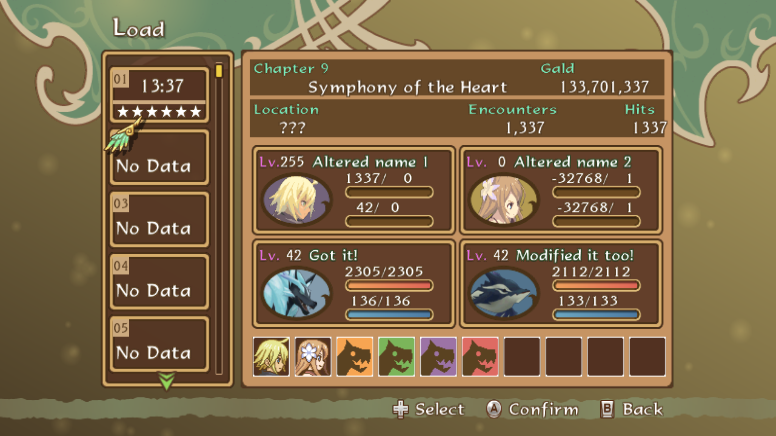 Load
01
13:37
★★★★★★
No Data
03
No Data
04
No Data
05
No Data
Chapter 9 Gald
Symphony of the Heart 133,701,337
Location Encounters Hits
??? 1,337 1337
Lv.255 Altered name 1
1337/ 0
42/ 0
Lv. 0 Altered name 2
-32768/ 1
-32768/ 1
Lv. 42 Got it!
2305/2305
136/136
Lv. 42 Modified it too!
2112/2112
133/133
Select A Confirm B Back